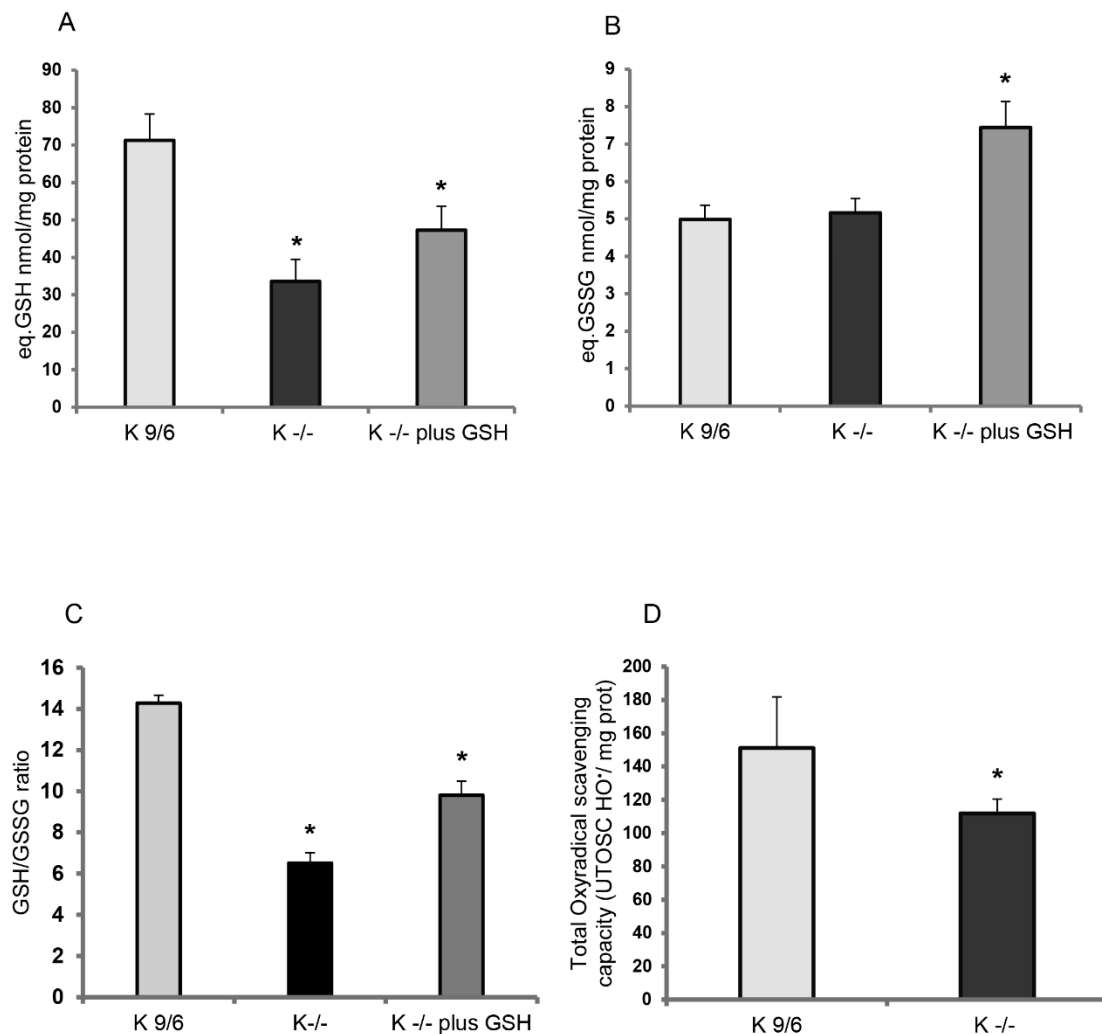 A
eq.GSH nmol/mg protein
90
80
70
60
50
40
30
20
10
0
*
*
K 9/6
K -/-
K -/- plus GSH
B
eq.GSSG nmol/mg protein
9
8
7
6
5
4
3
2
1
0
*
K 9/6
K -/-
K -/- plus GSH
C
GSH/GSSG ratio
16
14
12
10
8
6
4
2
0
*
*
K 9/6
K-/-
K -/- plus GSH
D
Total Oxyradical scavenging
capacity (UTOSC HO•/ mg prot)
200
180
160
140
120
100
80
60
40
20
0
*
K 9/6
K -/-